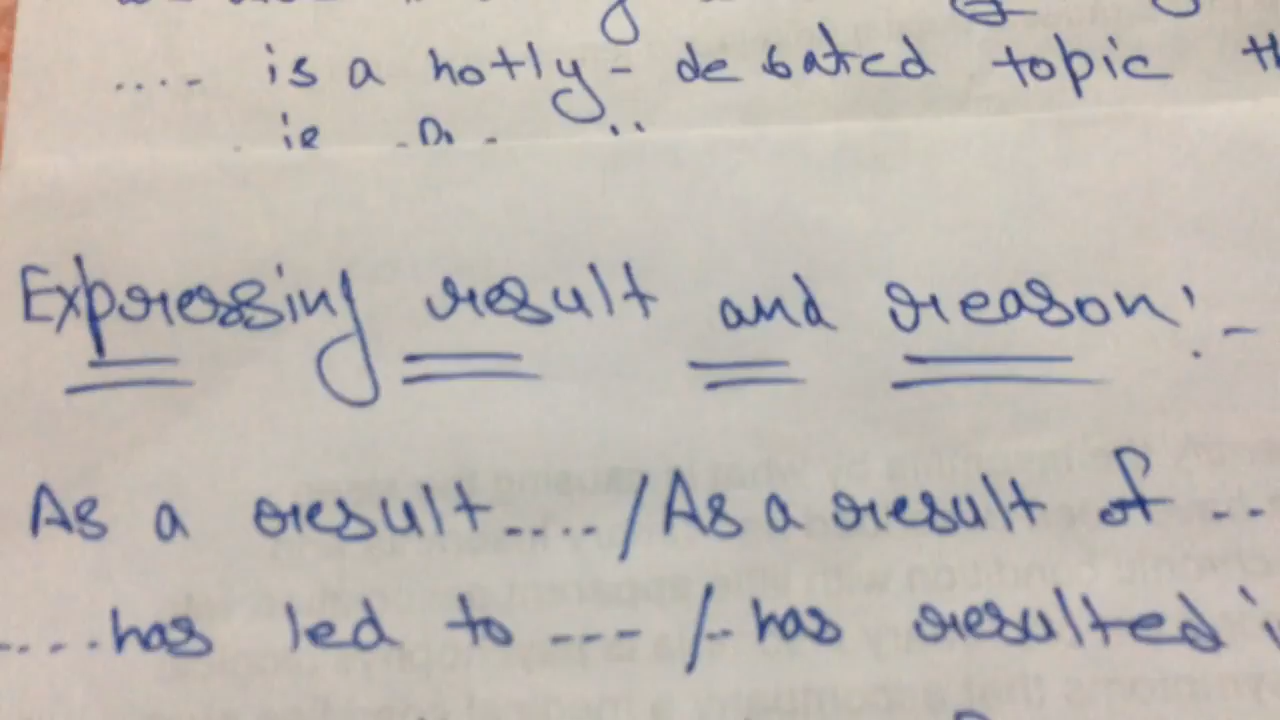 .... is a hotly-debated topic
Expressing result and reason:-
As a result..../As a result of --
....has led to ---/-- has resulted